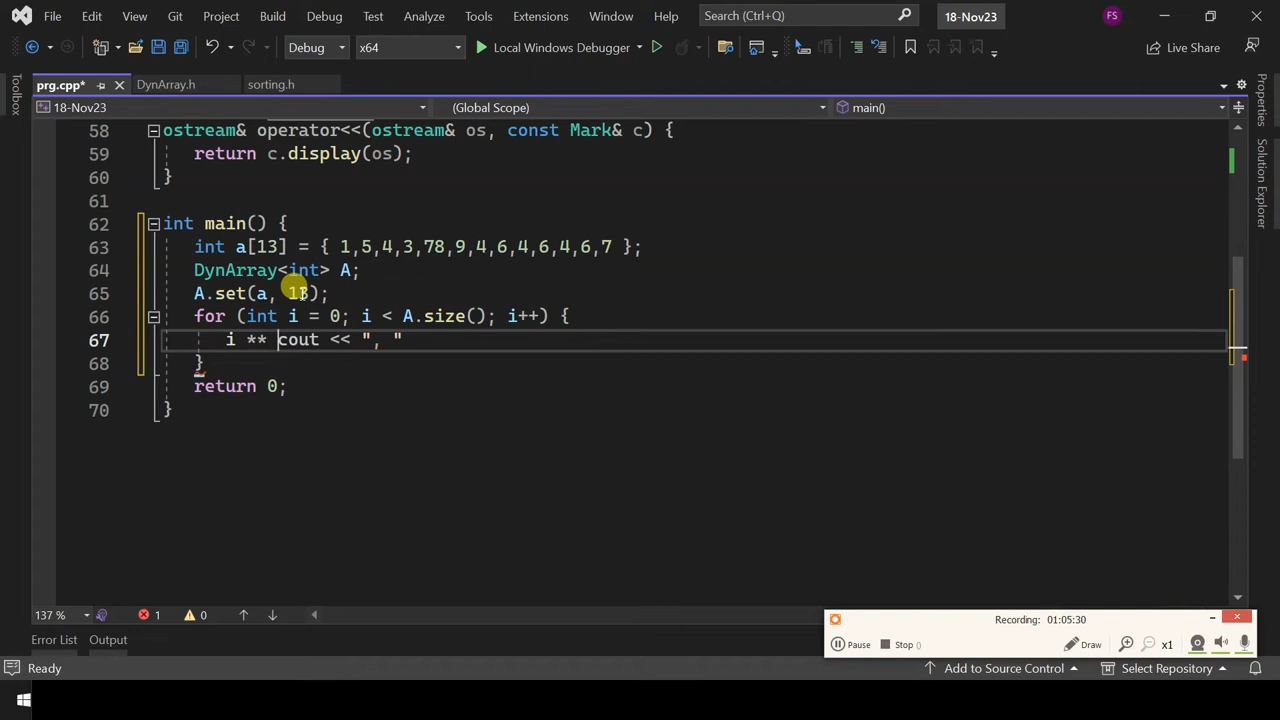 File Edit View Git Project Build Debug Test Analyze Tools Extensions Window Help Search (Ctrl+Q) 18-Nov23 FS
Debug x64 Local Windows Debugger Live Share
prg.cpp* DynArray.h sorting.h
18-Nov23 (Global Scope) main()
Toolbox
Properties
Solution Explorer
58 ostream& operator<<(ostream& os, const Mark& c) {
59 return c.display(os);
60 }
61
62 int main() {
63 int a[13] = { 1,5,4,3,78,9,4,6,4,6,4,6,7 };
64 DynArray<int> A;
65 A.set(a, 13);
66 for (int i = 0; i < A.size(); i++) {
67 i ** cout << ", "
68 }
69 return 0;
70 }
137 % 1 0
Recording: 01:05:30
Pause Stop () Draw x1
Error List Output
Ready Add to Source Control Select Repository